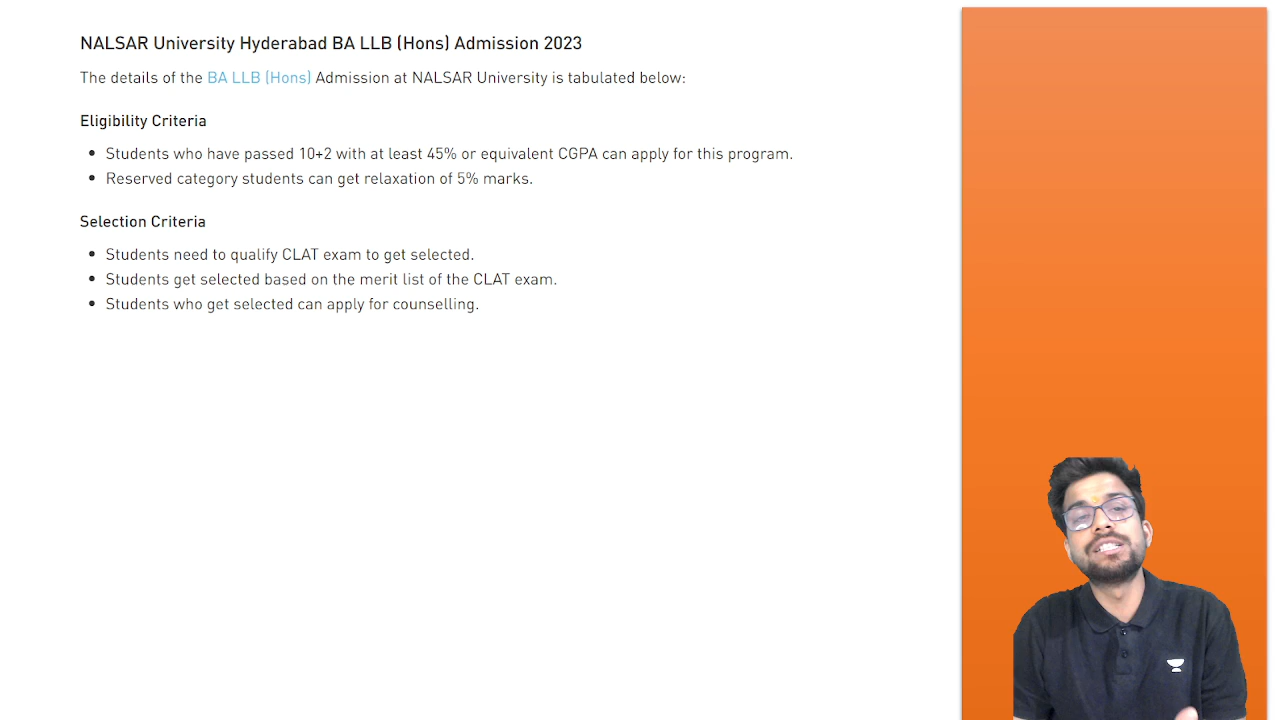 NALSAR University Hyderabad BA LLB (Hons) Admission 2023
The details of the BA LLB (Hons) Admission at NALSAR University is tabulated below:
Eligibility Criteria
• Students who have passed 10+2 with at least 45% or equivalent CGPA can apply for this program.
• Reserved category students can get relaxation of 5% marks.
Selection Criteria
• Students need to qualify CLAT exam to get selected.
• Students get selected based on the merit list of the CLAT exam.
• Students who get selected can apply for counselling.